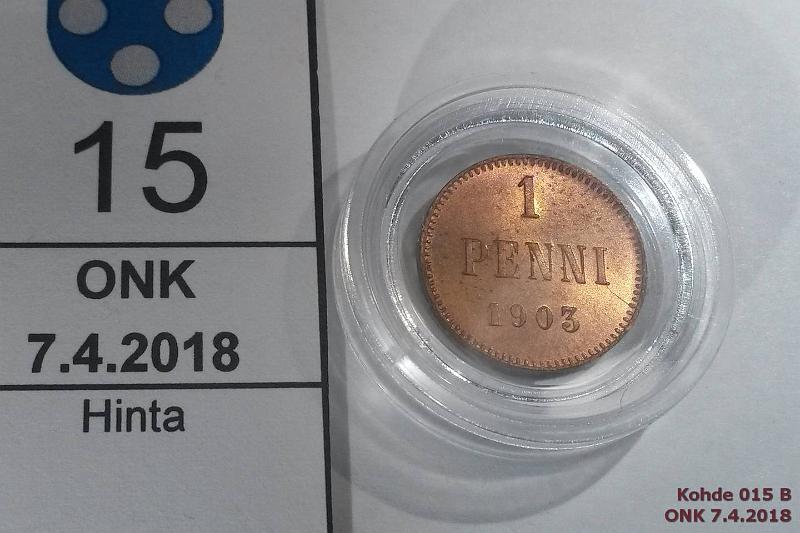 15
ONK
7.4.2018
Hinta
1
PENNI
1903
Kohde 015 B
ONK 7.4.2018